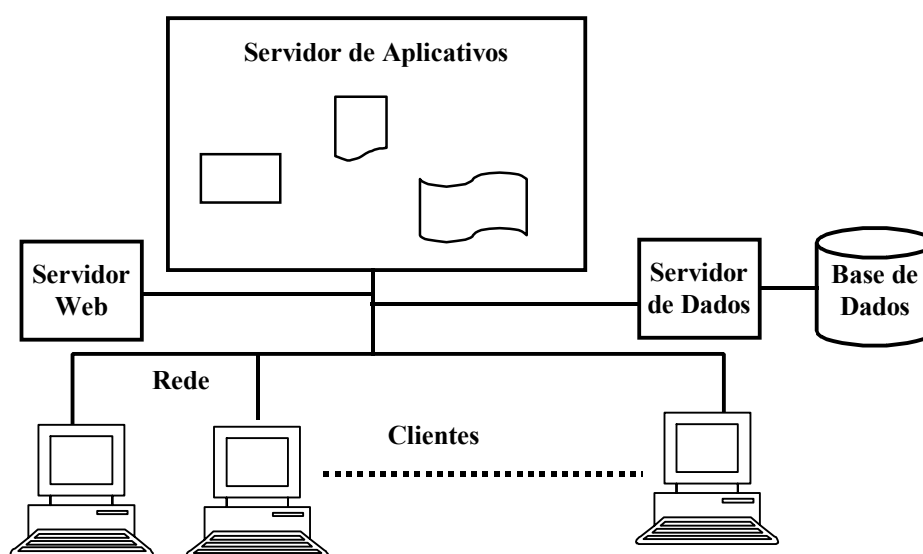 Servidor de Aplicativos
Servidor
Web
Servidor
de Dados
Base de
Dados
Rede
Clientes